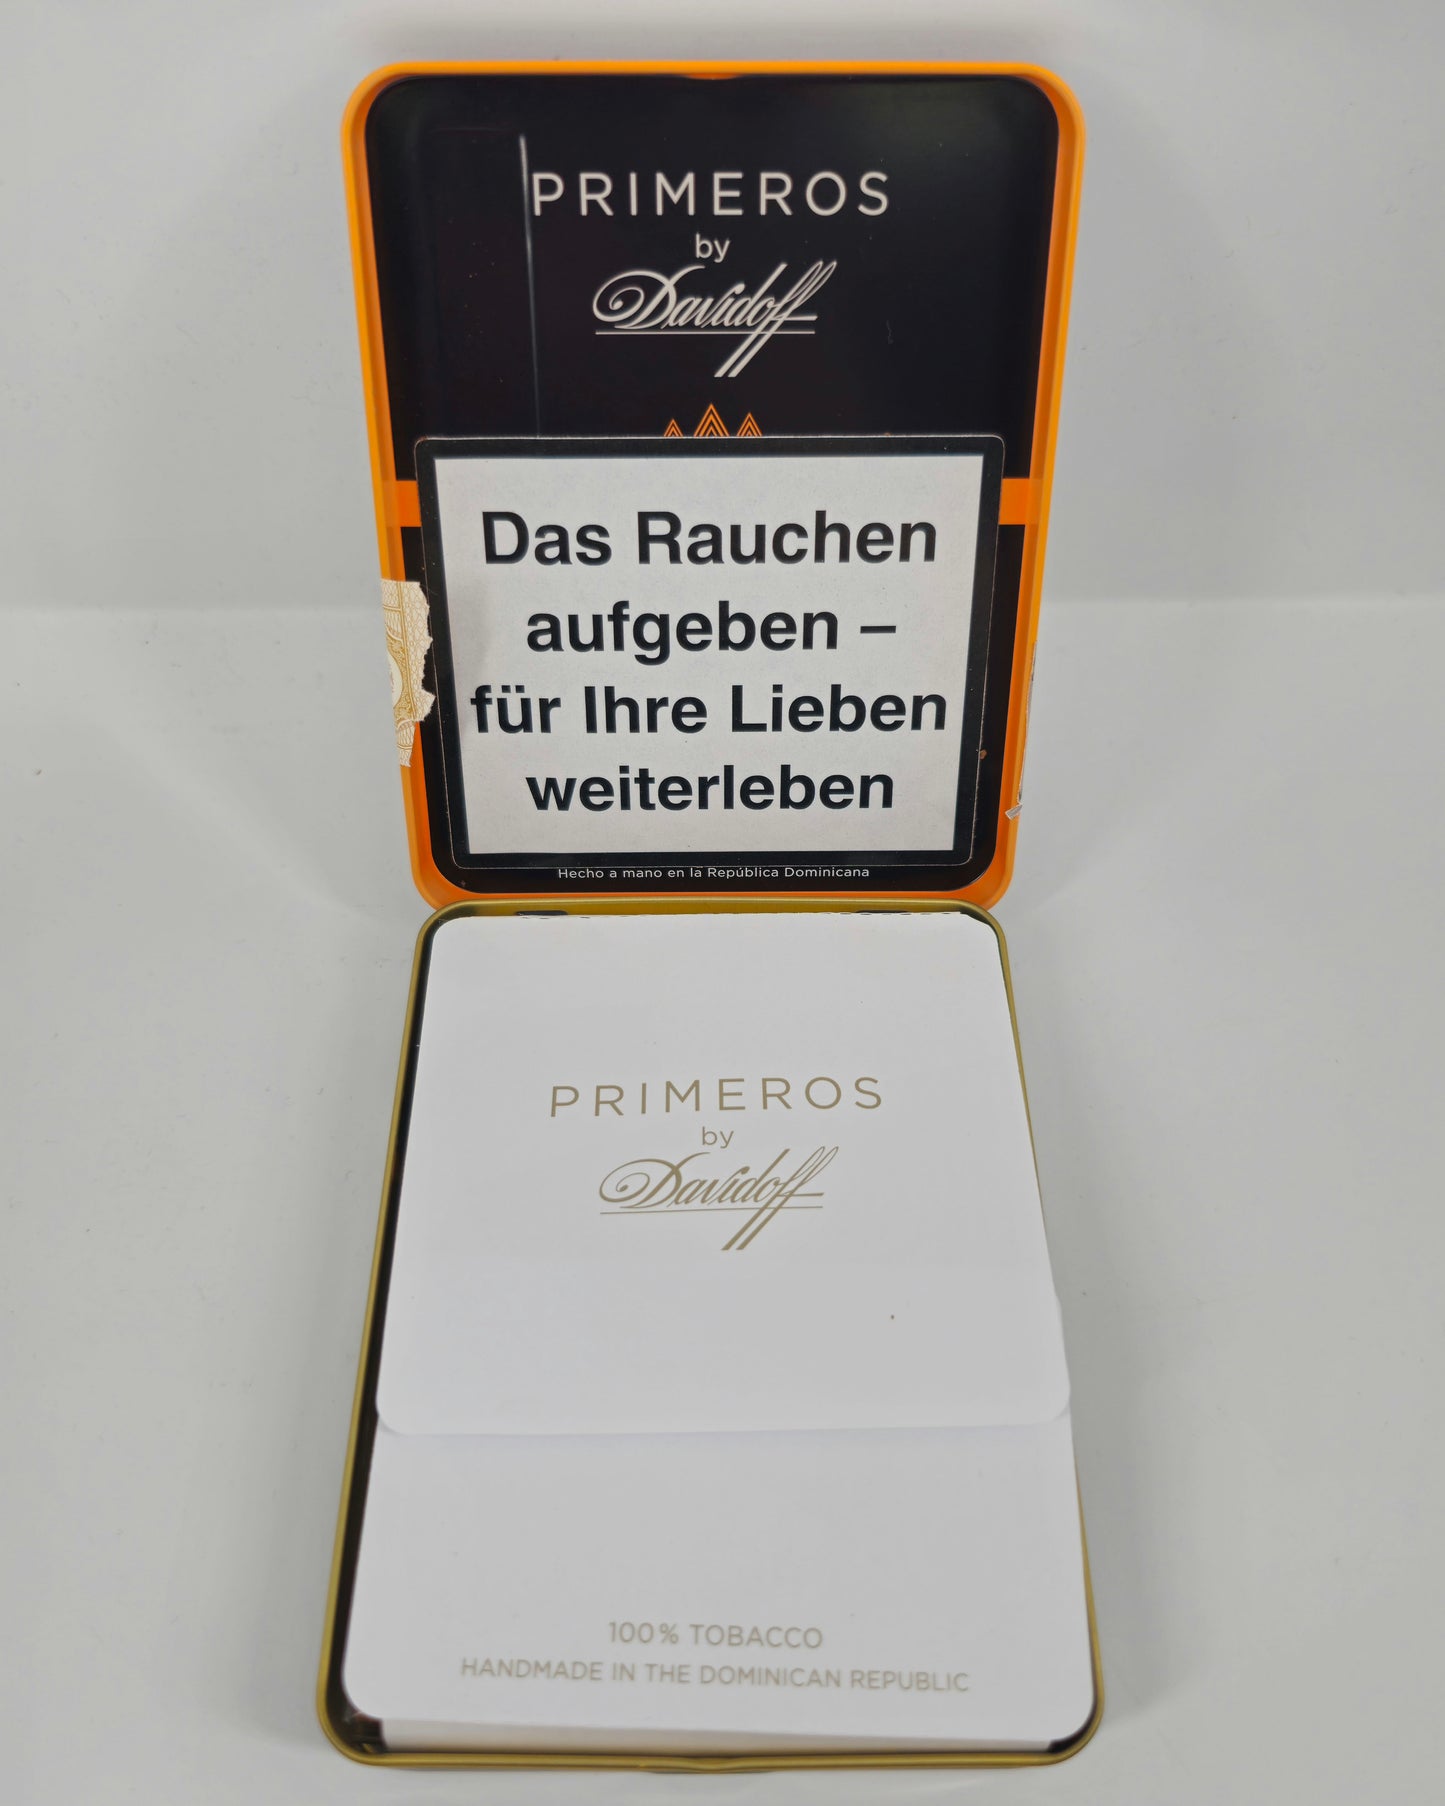 PRIMEROS
by
Davidoff
Das Rauchen
aufgeben –
für Ihre Lieben
weiterleben
Hecho a mano en la República Dominicana
PRIMEROS
by
Davidoff
100% TOBACCO
HANDMADE IN THE DOMINICAN REPUBLIC